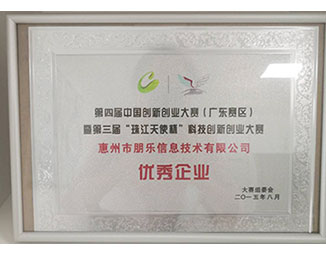 第四届中国创新创业大赛（广东赛区）
暨第三届“珠江天使杯”科技创新创业大赛
惠州市朋乐信息技术有限公司
优秀企业
大赛组委会
二〇一五年八月